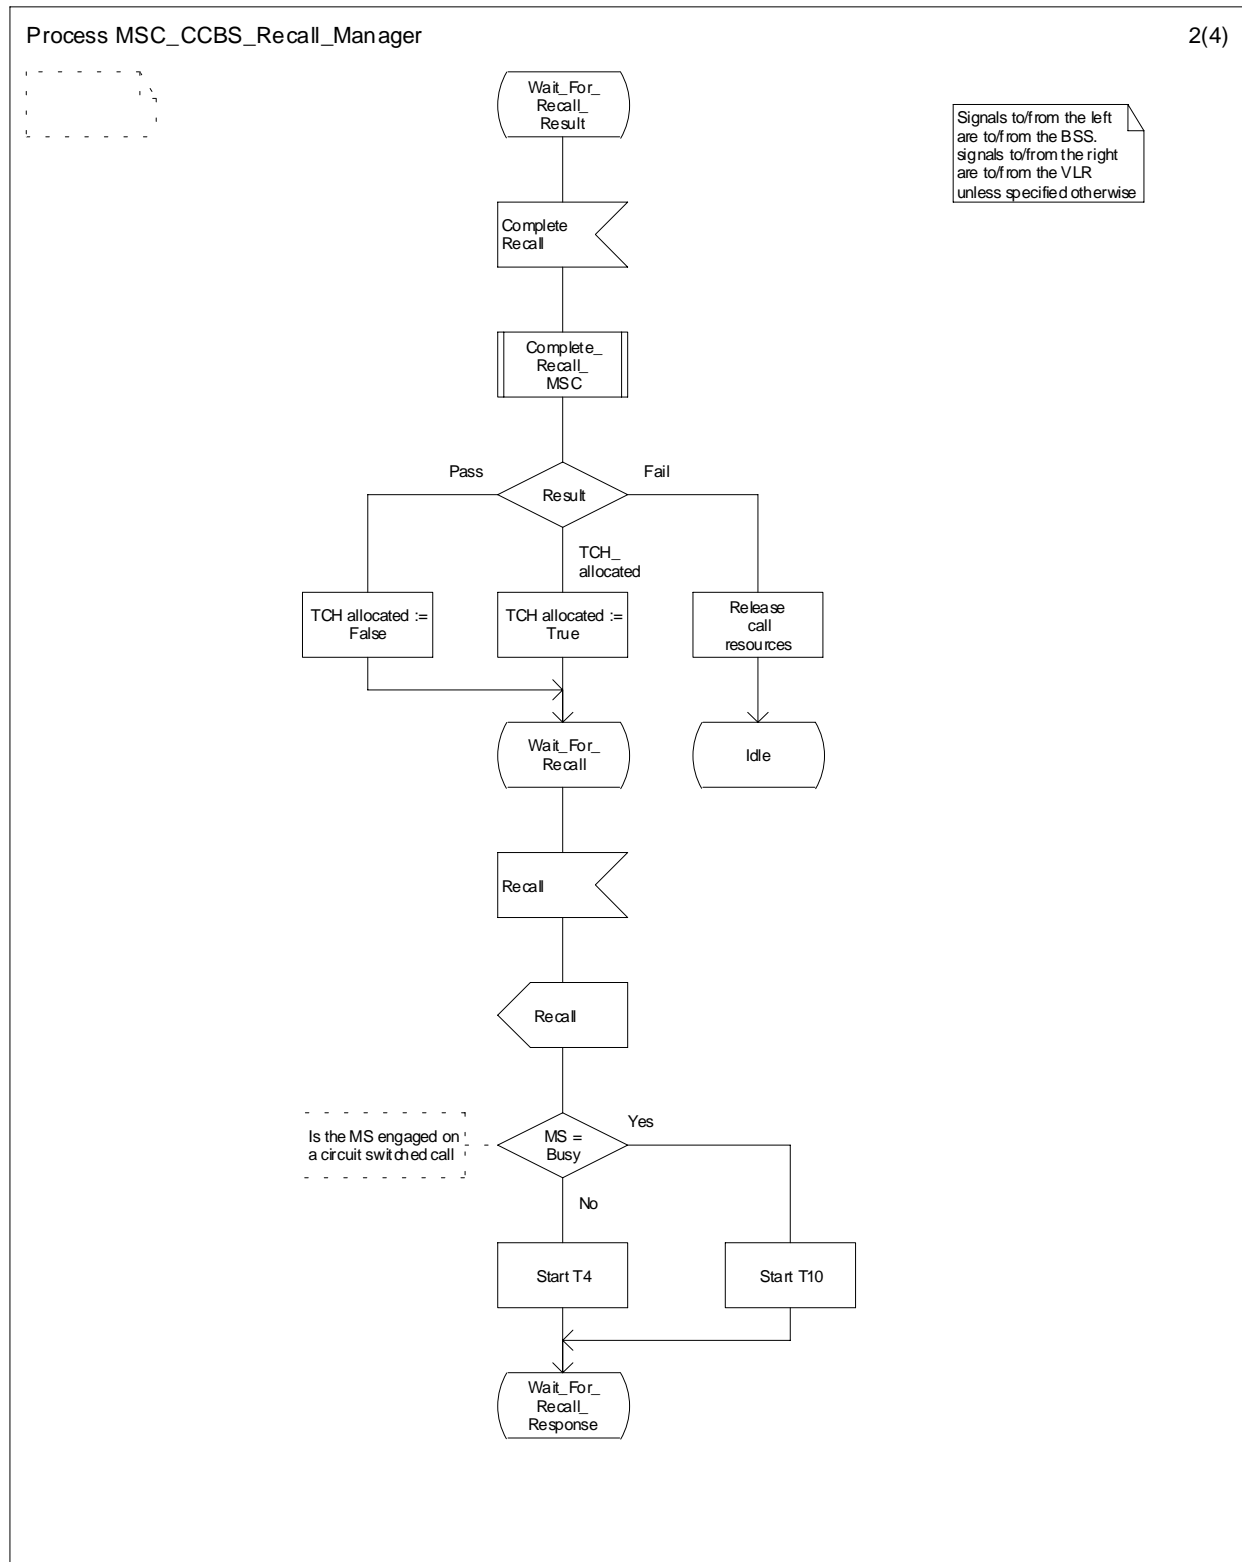 Process MSC_CCBS_Recall_Manager
2(4)
Wait_For_
Recall_
Result
Signals to/from the left
are to/from the BSS.
signals to/from the right
are to/from the VLR
unless specified otherwise
Complete
Recall
Complete_
Recall_
MSC
Pass
Fail
Result
TCH_
allocated
TCH allocated :=
False
TCH allocated :=
True
Release
call
resources
Wait_For_
Recall
Idle
Recall
Recall
Is the MS engaged on
a circuit switched call
MS =
Busy
Yes
No
Start T4
Start T10
Wait_For_
Recall_
Response